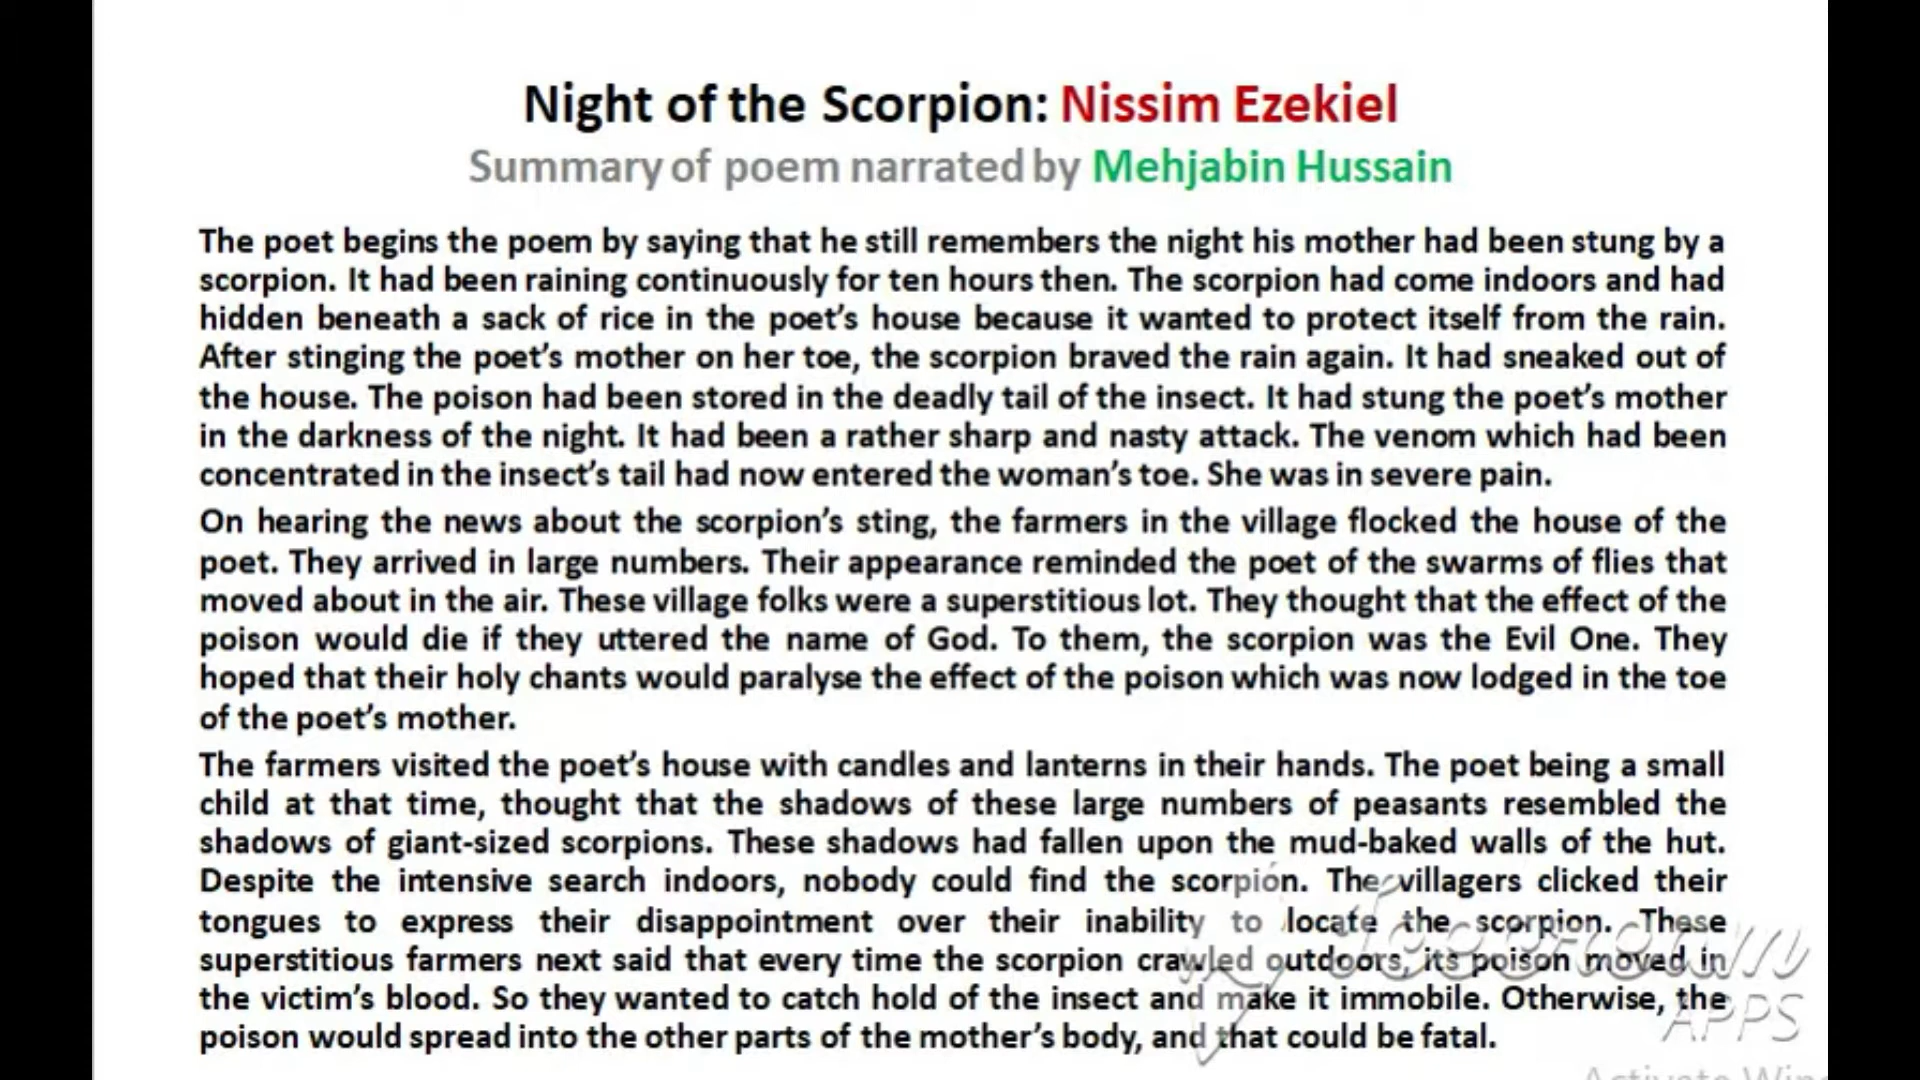 Night of the Scorpion: Nissim Ezekiel
Summary of poem narrated by Mehjabin Hussain
The poet begins the poem by saying that he still remembers the night his mother had been stung by a
scorpion. It had been raining continuously for ten hours then. The scorpion had come indoors and had
hidden beneath a sack of rice in the poet’s house because it wanted to protect itself from the rain.
After stinging the poet’s mother on her toe, the scorpion braved the rain again. It had sneaked out of
the house. The poison had been stored in the deadly tail of the insect. It had stung the poet’s mother
in the darkness of the night. It had been a rather sharp and nasty attack. The venom which had been
concentrated in the insect’s tail had now entered the woman’s toe. She was in severe pain.
On hearing the news about the scorpion’s sting, the farmers in the village flocked the house of the
poet. They arrived in large numbers. Their appearance reminded the poet of the swarms of flies that
moved about in the air. These village folks were a superstitious lot. They thought that the effect of the
poison would die if they uttered the name of God. To them, the scorpion was the Evil One. They
hoped that their holy chants would paralyse the effect of the poison which was now lodged in the toe
of the poet’s mother.
The farmers visited the poet’s house with candles and lanterns in their hands. The poet being a small
child at that time, thought that the shadows of these large numbers of peasants resembled the
shadows of giant-sized scorpions. These shadows had fallen upon the mud-baked walls of the hut.
Despite the intensive search indoors, nobody could find the scorpion. The villagers clicked their
tongues to express their disappointment over their inability to locate the scorpion. These
superstitious farmers next said that every time the scorpion crawled outdoors, its poison moved in
the victim’s blood. So they wanted to catch hold of the insect and make it immobile. Otherwise, the
poison would spread into the other parts of the mother’s body, and that could be fatal.
APPS